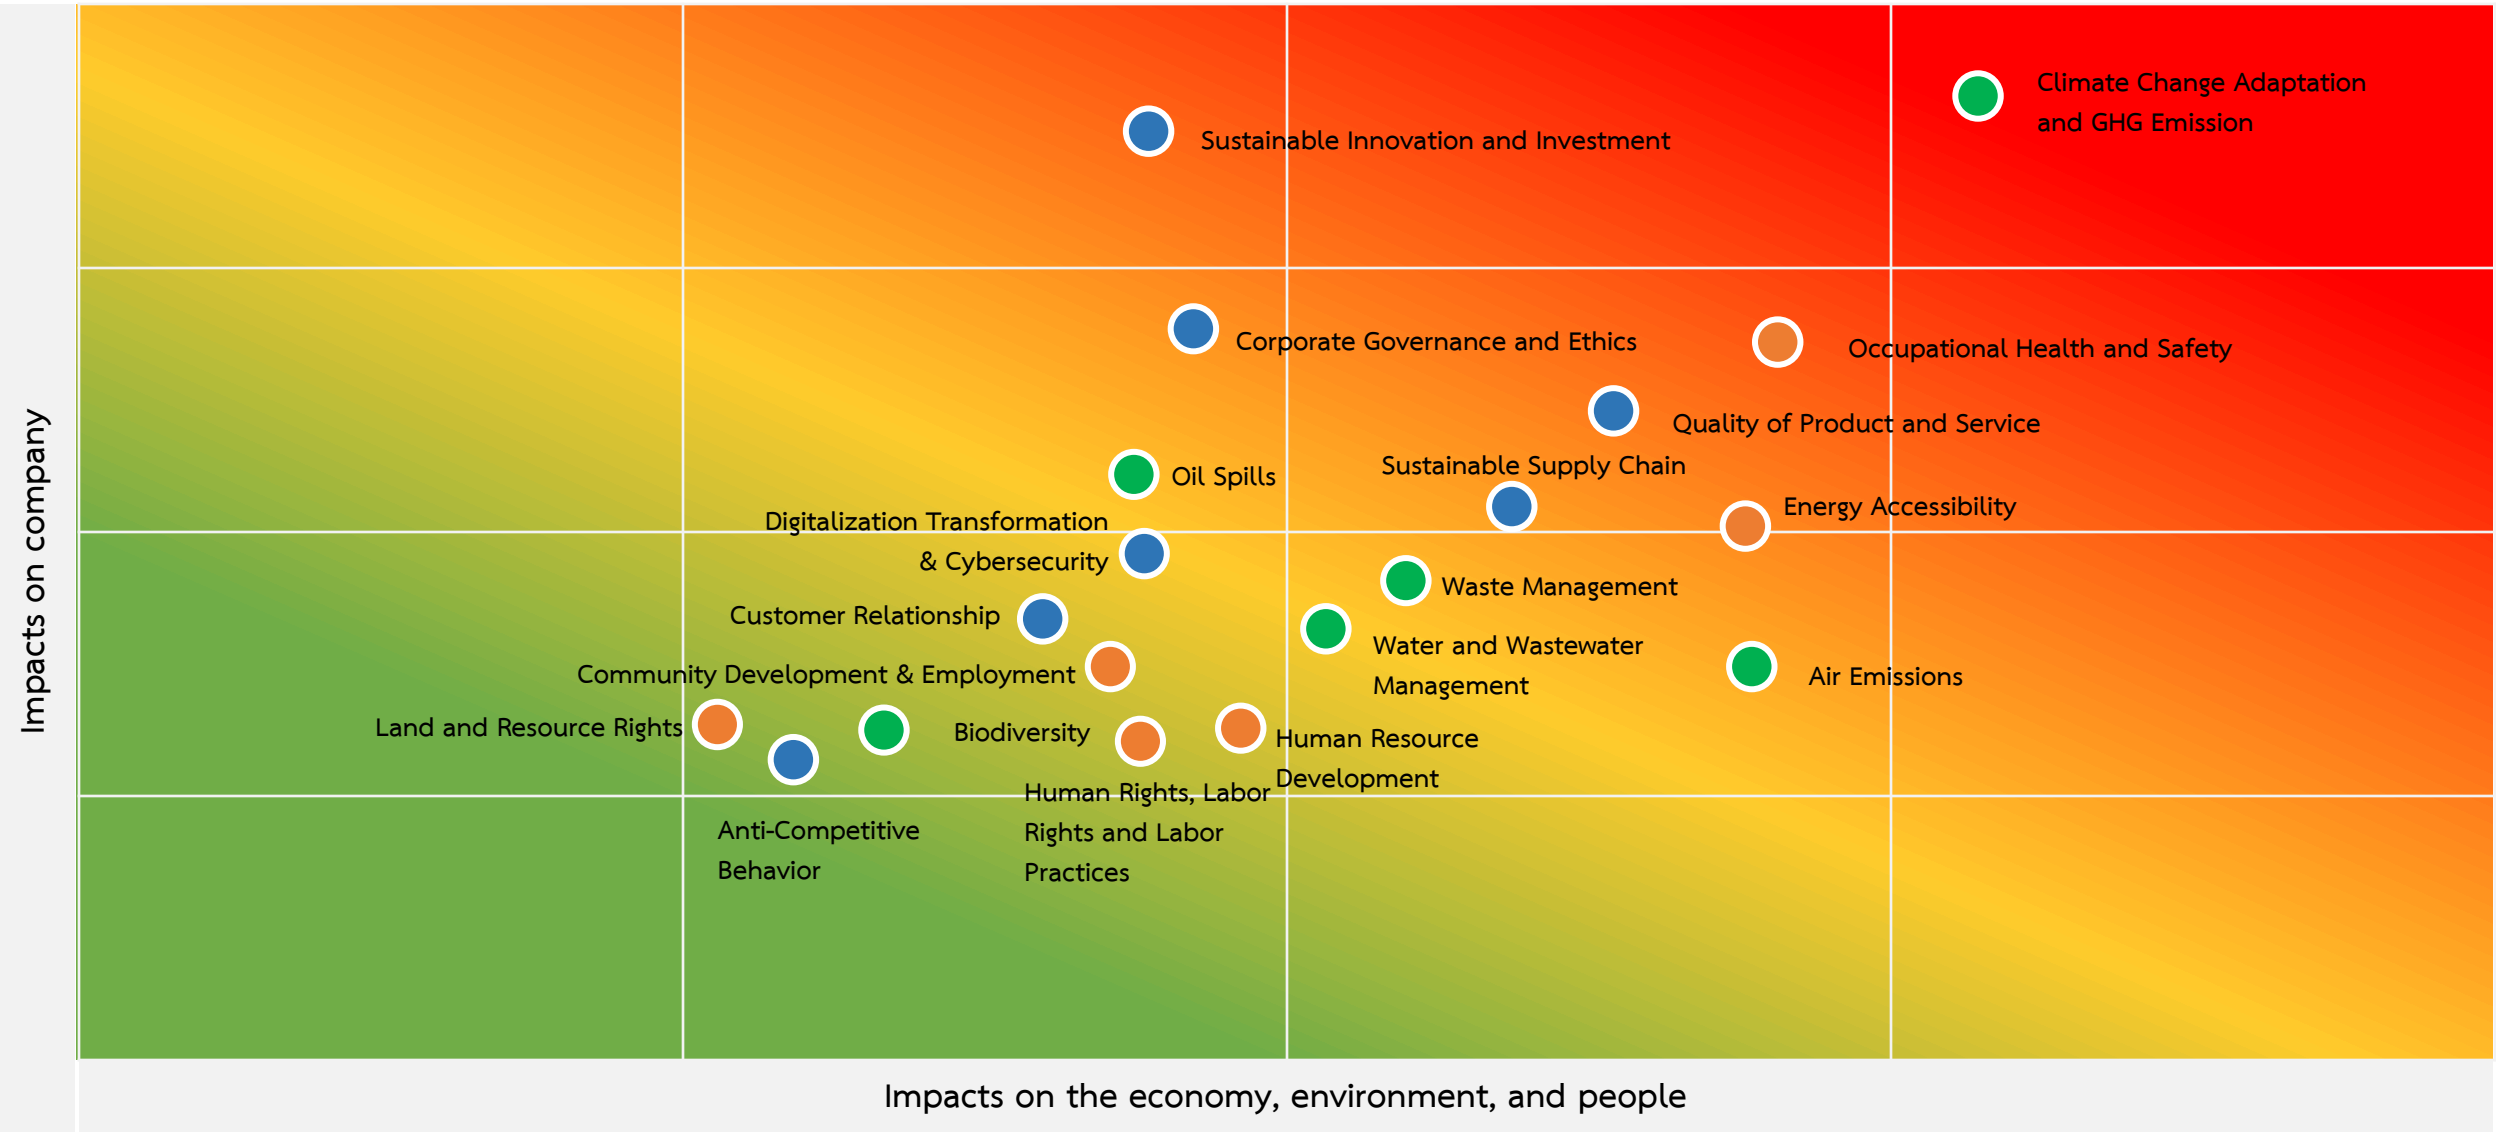 Climate Change Adaptation
and GHG Emission
Sustainable Innovation and Investment
Corporate Governance and Ethics
Occupational Health and Safety
Quality of Product and Service
Sustainable Supply Chain
Oil Spills
Energy Accessibility
Digitalization Transformation
& Cybersecurity
Waste Management
Customer Relationship
Water and Wastewater
Management
Community Development & Employment
Air Emissions
Land and Resource Rights
Biodiversity
Human Resource
Development
Human Rights, Labor
Rights and Labor
Practices
Anti-Competitive
Behavior
Impacts on company
Impacts on the economy, environment, and people